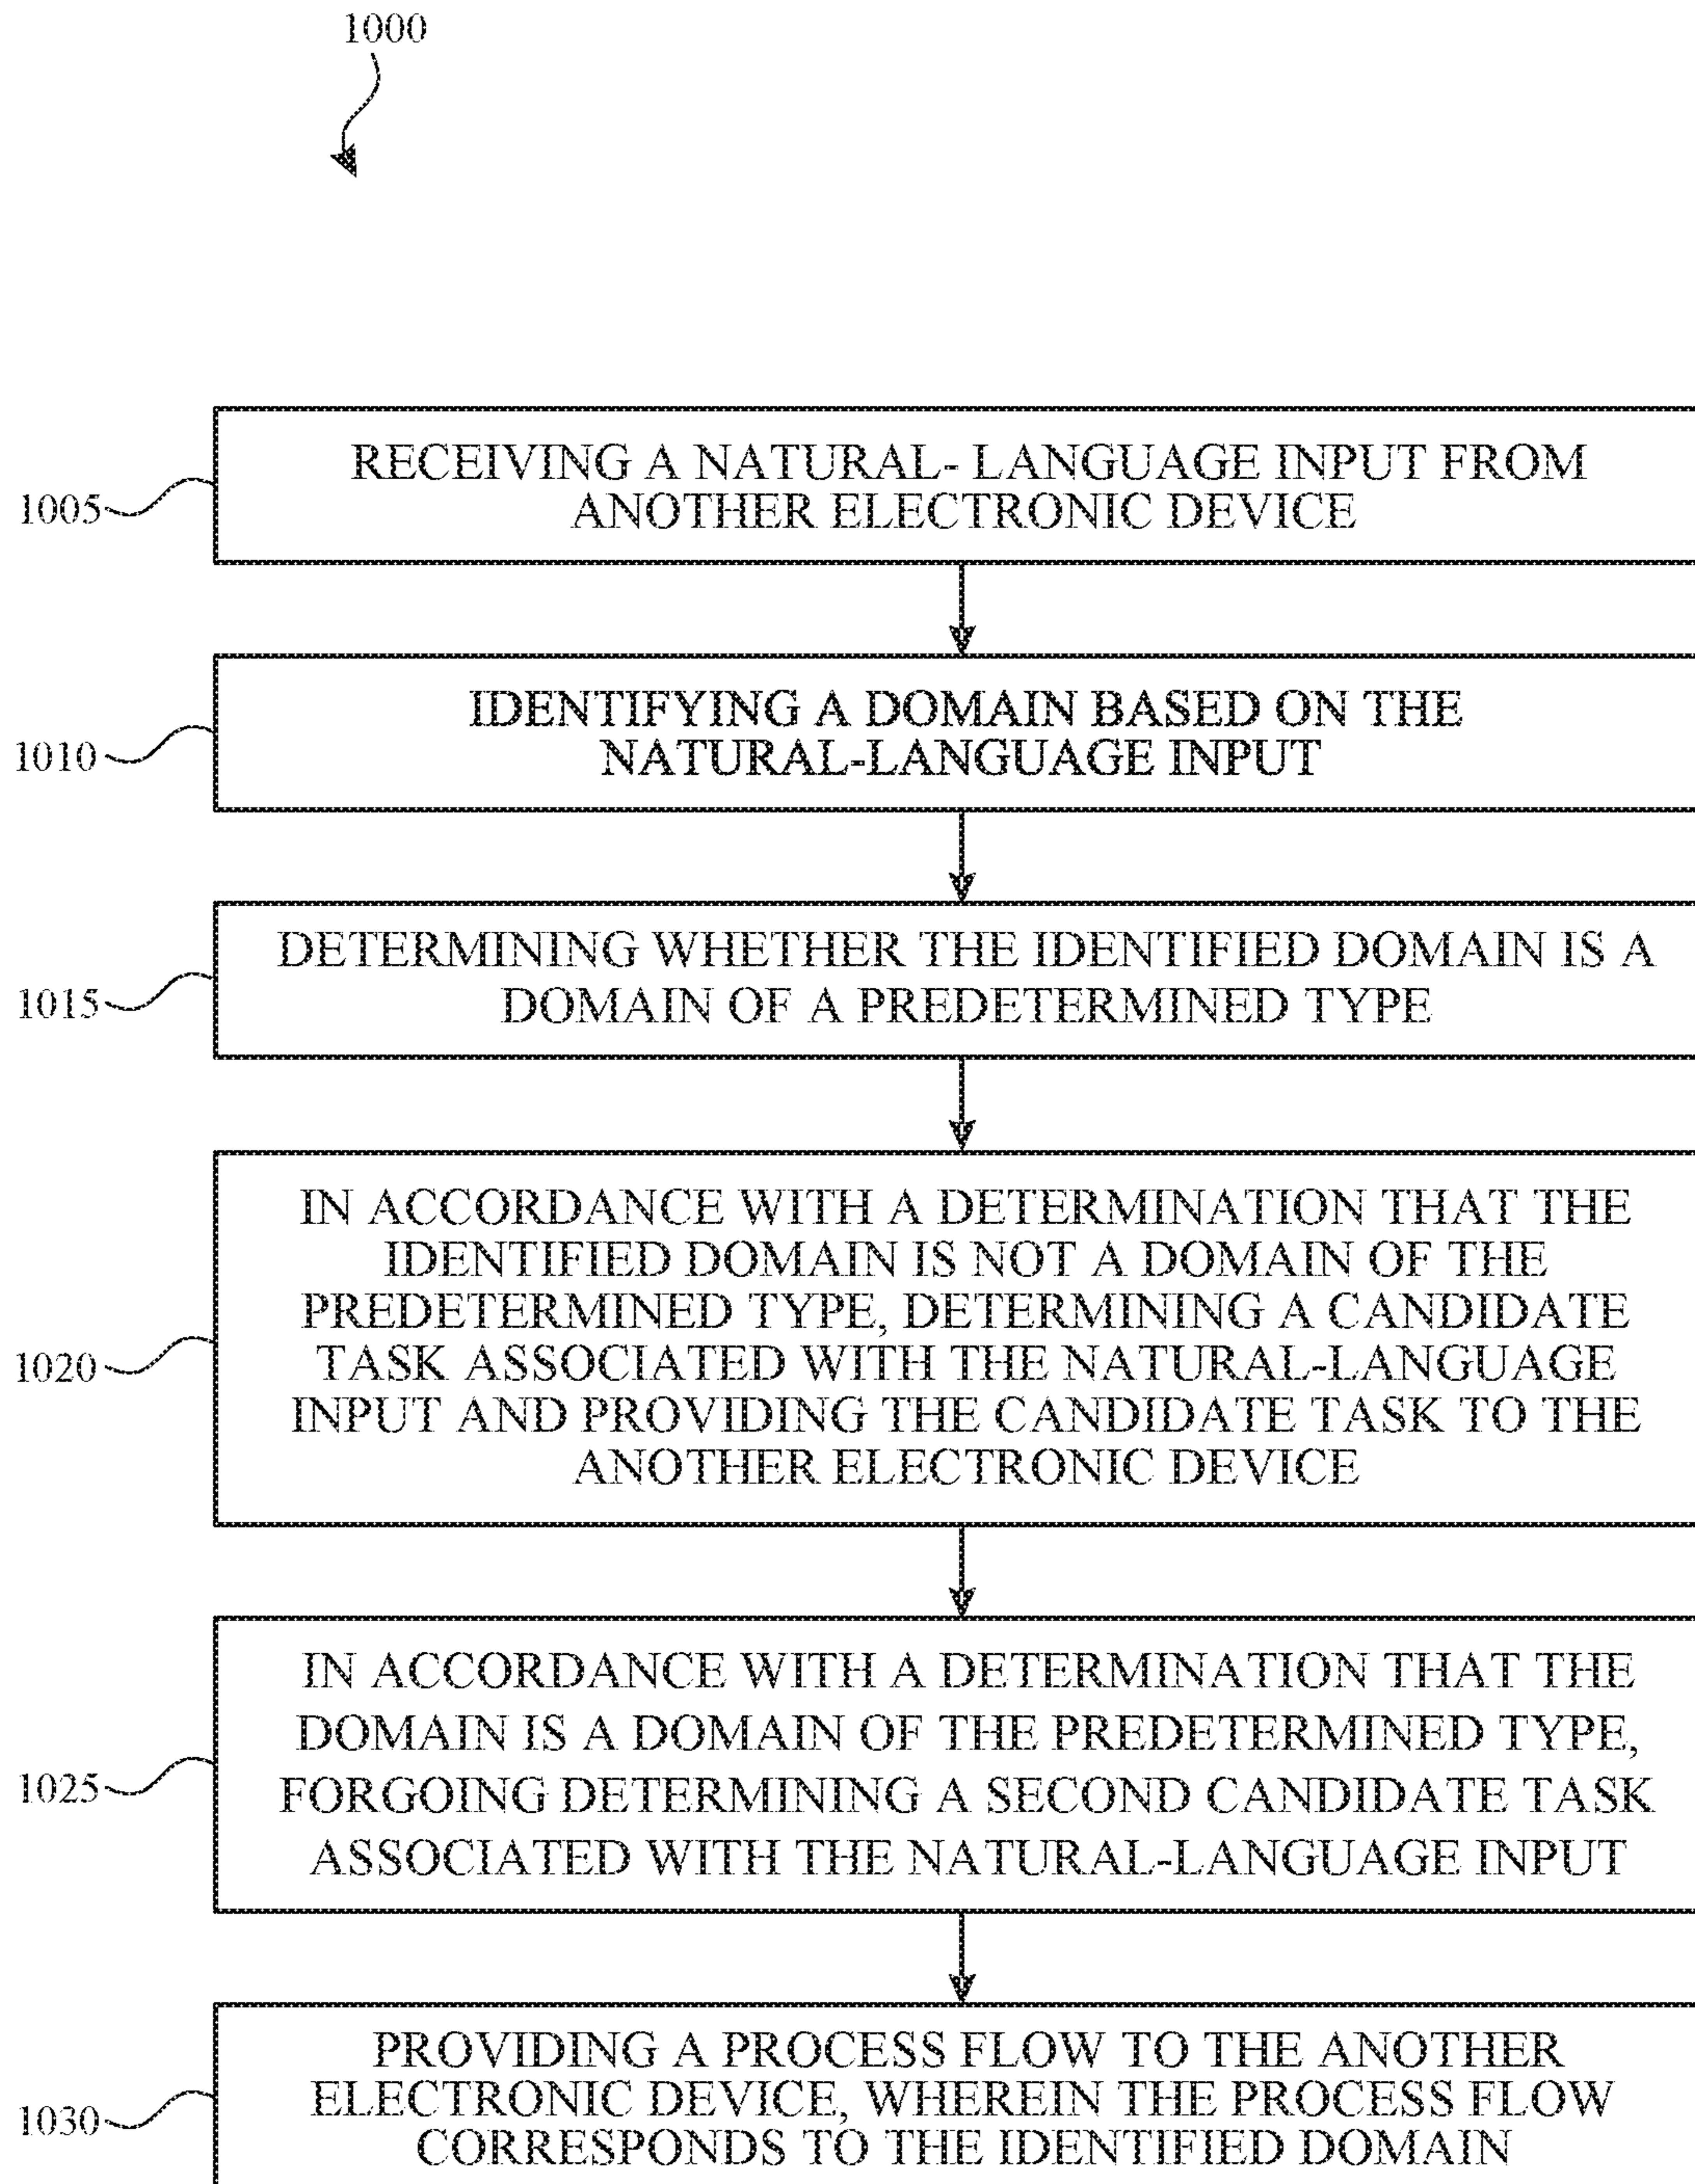 1000
RECEIVING A NATURAL- LANGUAGE INPUT FROM
ANOTHER ELECTRONIC DEVICE
1005
IDENTIFYING A DOMAIN BASED ON THE
NATURAL-LANGUAGE INPUT
1010
DETERMINING WHETHER THE IDENTIFIED DOMAIN IS A
DOMAIN OF A PREDETERMINED TYPE
1015
IN ACCORDANCE WITH A DETERMINATION THAT THE
IDENTIFIED DOMAIN IS NOT A DOMAIN OF THE
PREDETERMINED TYPE, DETERMINING A CANDIDATE
TASK ASSOCIATED WITH THE NATURAL-LANGUAGE
INPUT AND PROVIDING THE CANDIDATE TASK TO THE
ANOTHER ELECTRONIC DEVICE
1020
IN ACCORDANCE WITH A DETERMINATION THAT THE
DOMAIN IS A DOMAIN OF THE PREDETERMINED TYPE,
FORGOING DETERMINING A SECOND CANDIDATE TASK
ASSOCIATED WITH THE NATURAL-LANGUAGE INPUT
1025
PROVIDING A PROCESS FLOW TO THE ANOTHER
ELECTRONIC DEVICE, WHEREIN THE PROCESS FLOW
CORRESPONDS TO THE IDENTIFIED DOMAIN
1030